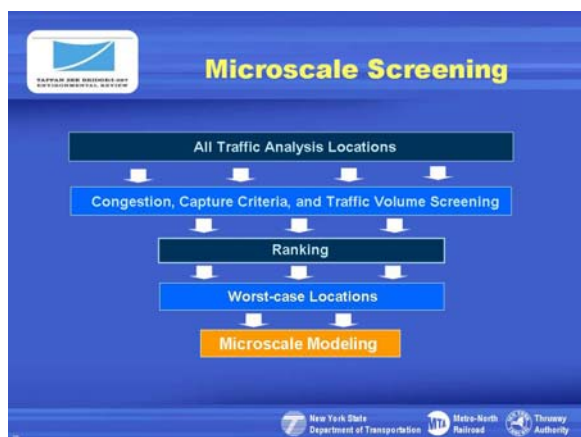 TAPPAN ZEE BRIDGE/I-287
ENVIRONMENTAL REVIEW
Microscale Screening
All Traffic Analysis Locations
Congestion, Capture Criteria, and Traffic Volume Screening
Ranking
Worst-case Locations
Microscale Modeling
New York State
Department of Transportation
MTA
Metro-North
Railroad
Thruway
Authority